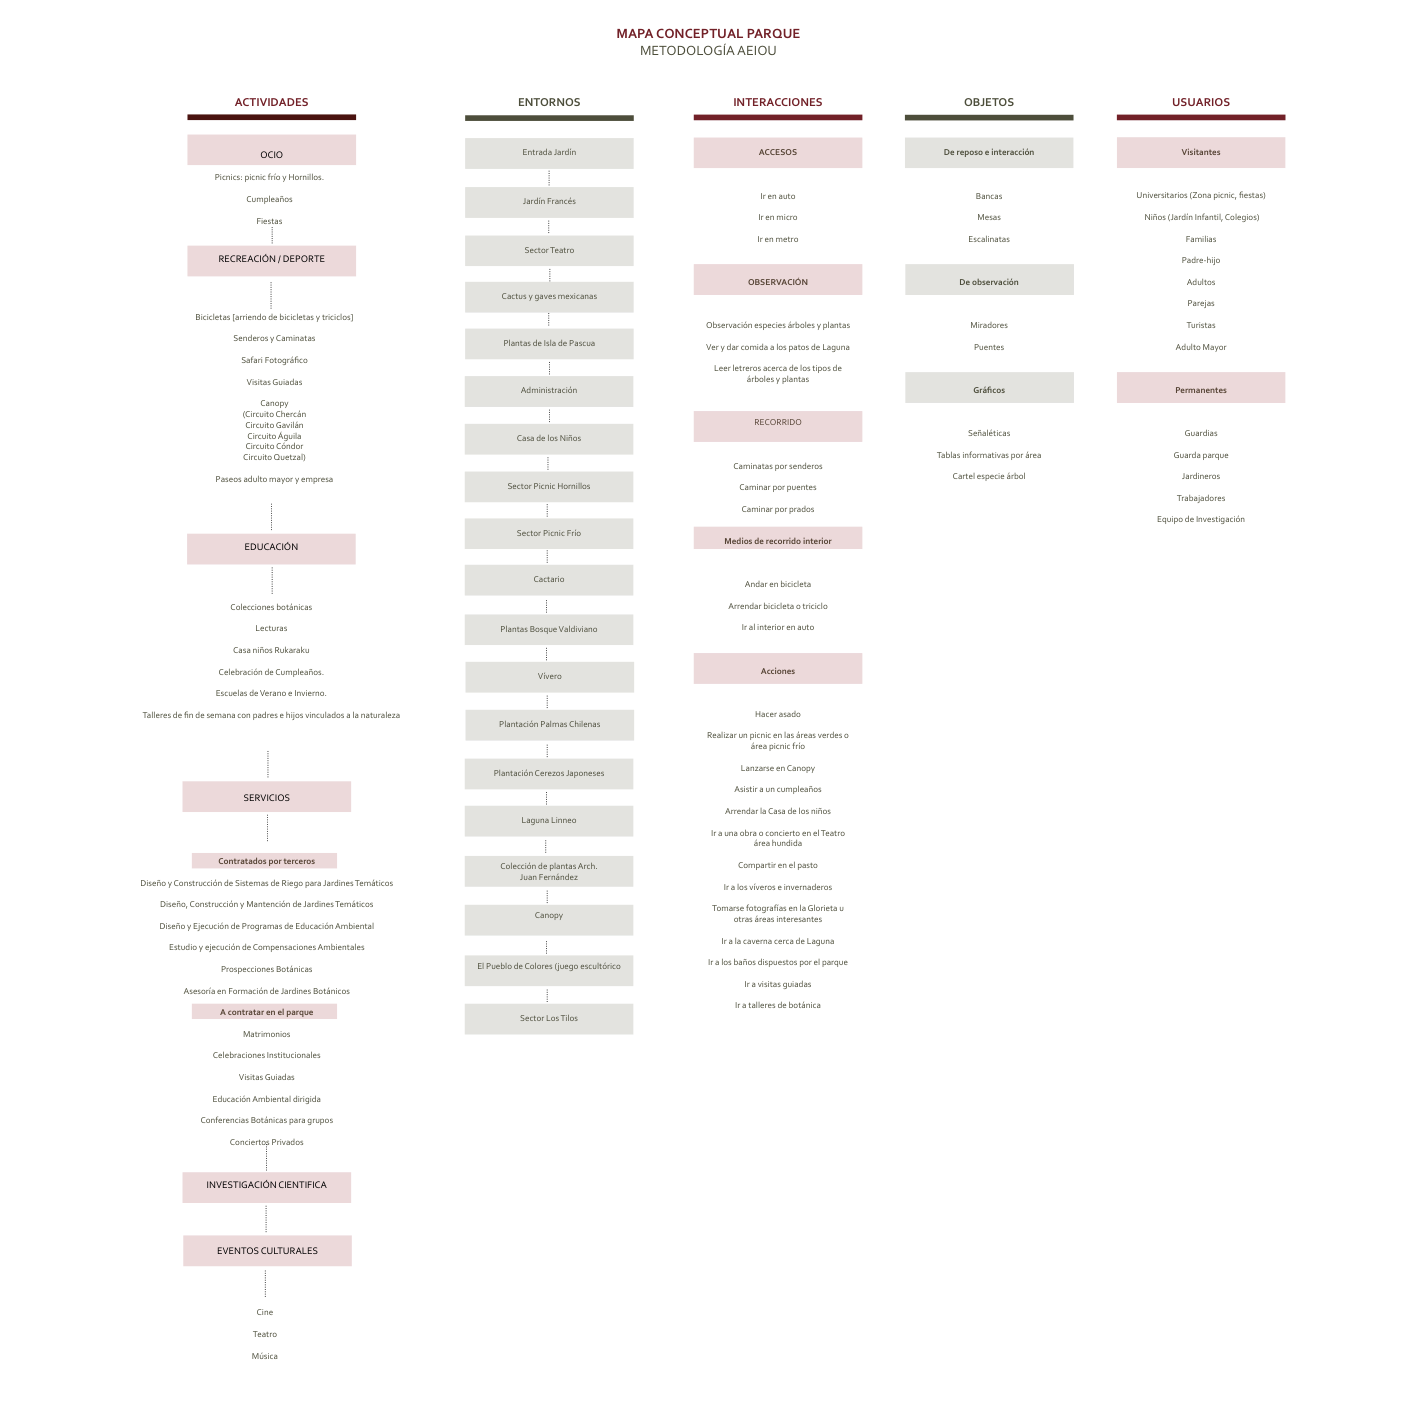 MAPA CONCEPTUAL PARQUE
METODOLOGÍA AEIOU
ACTIVIDADES
OCIO
Picnics: picnic frío y Hornillos.
Cumpleaños
Fiestas
RECREACIÓN / DEPORTE
Bicicletas [arriendo de bicicletas y triciclos]
Senderos y Caminatas
Safari Fotográfico
Visitas Guiadas
Canopy
(Circuito Chercán
Circuito Gavilán
Circuito Águila
Circuito Cóndor
Circuito Quetzal)
Paseos adulto mayor y empresa
EDUCACIÓN
Colecciones botánicas
Lecturas
Casa niños Rukaraku
Celebración de Cumpleaños.
Escuelas de Verano e Invierno.
Talleres de fin de semana con padres e hijos vinculados a la naturaleza
SERVICIOS
Contratados por terceros
Diseño y Construcción de Sistemas de Riego para Jardines Temáticos
Diseño, Construcción y Mantención de Jardines Temáticos
Diseño y Ejecución de Programas de Educación Ambiental
Estudio y ejecución de Compensaciones Ambientales
Prospecciones Botánicas
Asesoría en Formación de Jardines Botánicos
A contratar en el parque
Matrimonios
Celebraciones Institucionales
Visitas Guiadas
Educación Ambiental dirigida
Conferencias Botánicas para grupos
Conciertos Privados
INVESTIGACIÓN CIENTIFICA
EVENTOS CULTURALES
Cine
Teatro
Música
ENTORNOS
Entrada Jardín
Jardín Francés
Sector Teatro
Cactus y gaves mexicanas
Plantas de Isla de Pascua
Administración
Casa de los Niños
Sector Picnic Hornillos
Sector Picnic Frío
Cactario
Plantas Bosque Valdiviano
Vívero
Plantación Palmas Chilenas
Plantación Cerezos Japoneses
Laguna Linneo
Colección de plantas Arch.
Juan Fernández
Canopy
El Pueblo de Colores (juego escultórico
Sector Los Tilos
INTERACCIONES
ACCESOS
Ir en auto
Ir en micro
Ir en metro
OBSERVACIÓN
Observación especies árboles y plantas
Ver y dar comida a los patos de Laguna
Leer letreros acerca de los tipos de
árboles y plantas
RECORRIDO
Caminatas por senderos
Caminar por puentes
Caminar por prados
Medios de recorrido interior
Andar en bicicleta
Arrendar bicicleta o triciclo
Ir al interior en auto
Acciones
Hacer asado
Realizar un picnic en las áreas verdes o
área picnic frío
Lanzarse en Canopy
Asistir a un cumpleaños
Arrendar la Casa de los niños
Ir a una obra o concierto en el Teatro
área hundida
Compartir en el pasto
Ir a los víveros e invernaderos
Tomarse fotografías en la Glorieta u
otras áreas interesantes
Ir a la caverna cerca de Laguna
Ir a los baños dispuestos por el parque
Ir a visitas guiadas
Ir a talleres de botánica
OBJETOS
De reposo e interacción
Bancas
Mesas
Escalinatas
De observación
Miradores
Puentes
Gráficos
Señaléticas
Tablas informativas por área
Cartel especie árbol
USUARIOS
Visitantes
Universitarios (Zona picnic, fiestas)
Niños (Jardín Infantil, Colegios)
Familias
Padre-hijo
Adultos
Parejas
Turistas
Adulto Mayor
Permanentes
Guardias
Guarda parque
Jardineros
Trabajadores
Equipo de Investigación